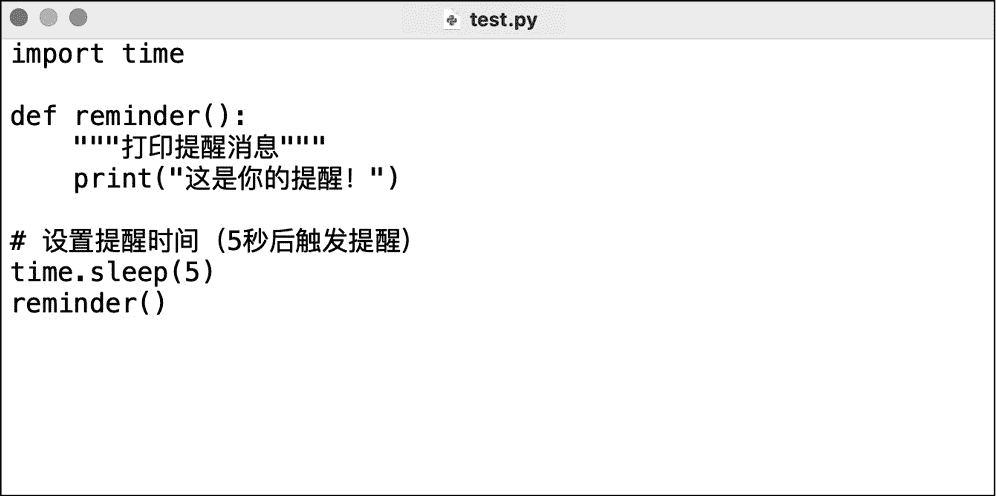 test.py
import time
def reminder():
    """打印提醒消息"""
    print("这是你的提醒！")
# 设置提醒时间（5秒后触发提醒）
time.sleep(5)
reminder()